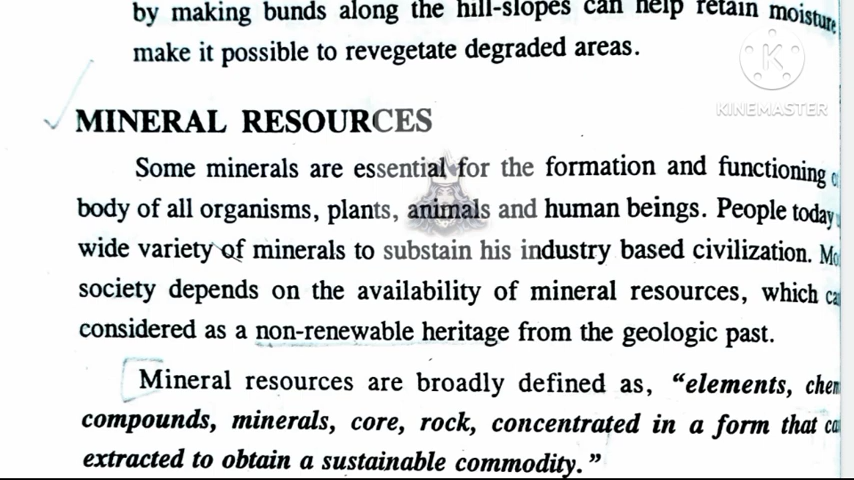 by making bunds along the hill-slopes can help retain moisture
make it possible to revegetate degraded areas.
KINEMASTER
MINERAL RESOURCES
Some minerals are essential for the formation and functioning
body of all organisms, plants, animals and human beings. People today
wide variety of minerals to substain his industry based civilization.
society depends on the availability of mineral resources, which
considered as a non-renewable heritage from the geologic past.
Mineral resources are broadly defined as, “elements,
compounds, minerals, core, rock, concentrated in a form that
extracted to obtain a sustainable commodity.”